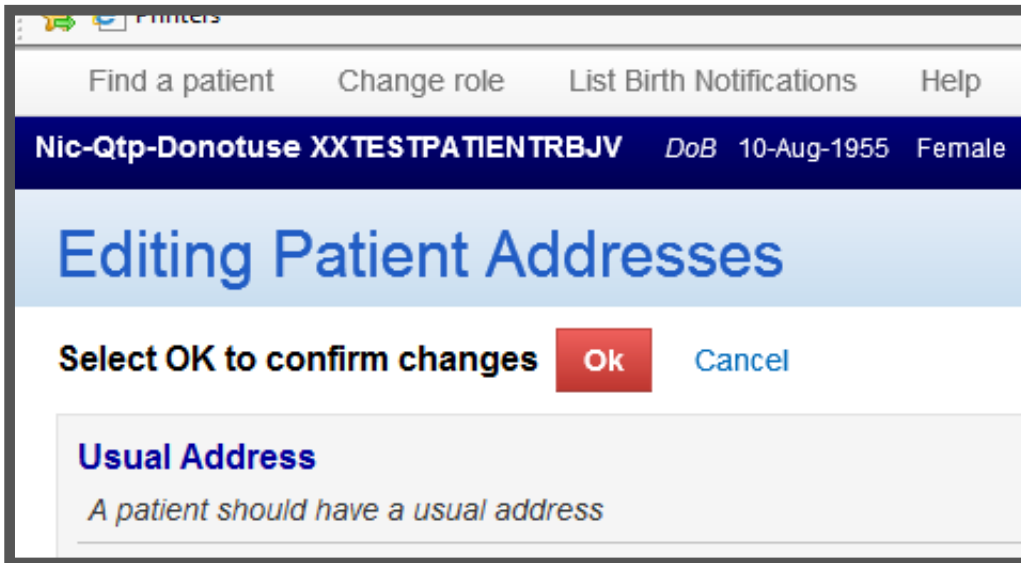 Printers
Find a patient Change role List Birth Notifications Help
Nic-Qtp-Donotuse XXTESTPATIENTRBJV DoB 10-Aug-1955 Female
Editing Patient Addresses
Select OK to confirm changes Ok Cancel
Usual Address
A patient should have a usual address